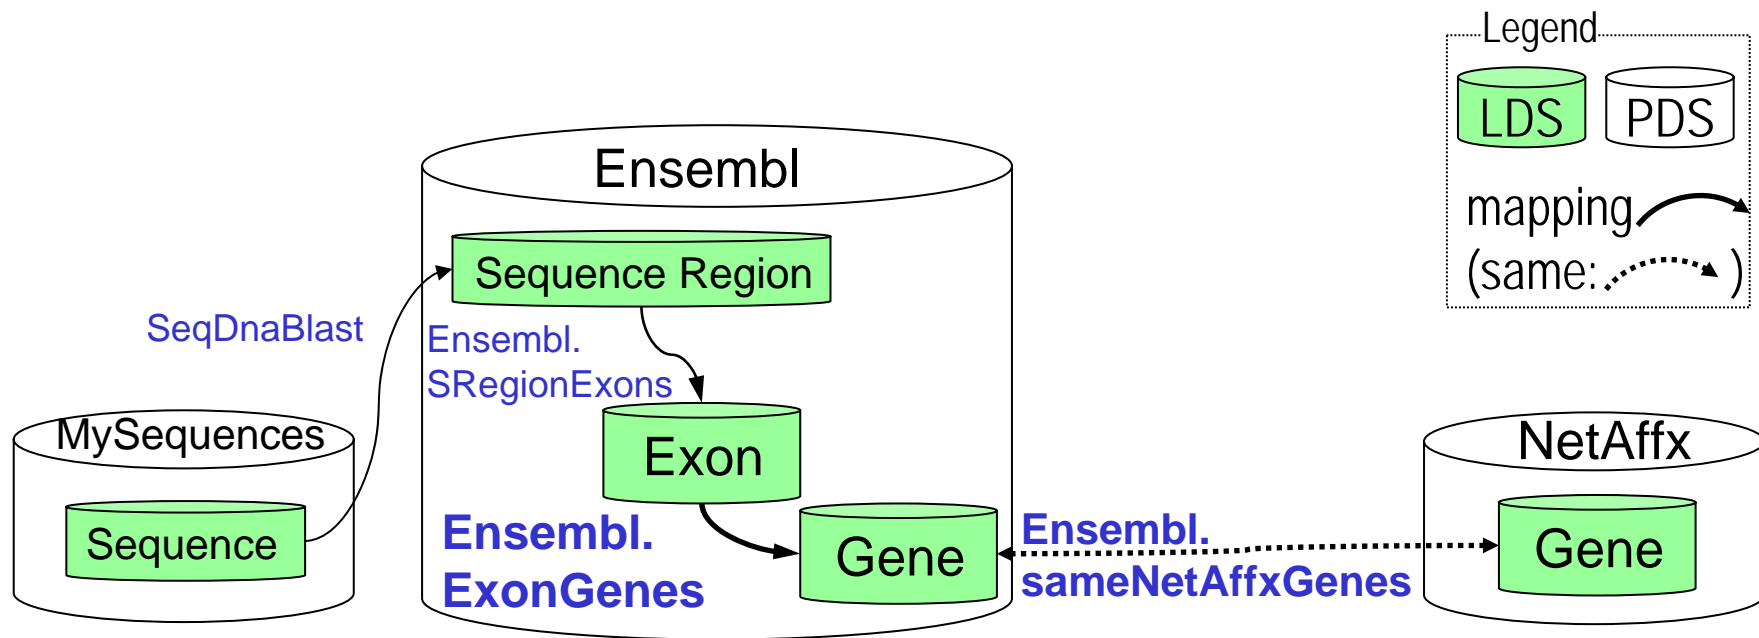 Legend
LDS PDS
mapping
(same: )
Ensembl
Sequence Region
SeqDnaBlast
Ensembl.
SRegionExons
MySequences
Sequence
Exon
Ensembl.
ExonGenes
Gene
Ensembl.
sameNetAffxGenes
NetAffx
Gene